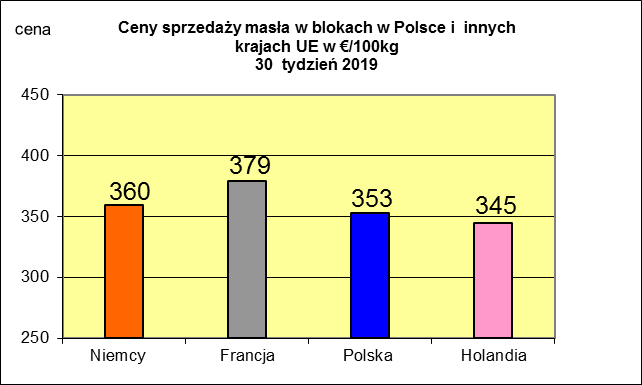 cena
Ceny sprzedaży masła w blokach w Polsce i innych
krajach UE w €/100kg
30 tydzień 2019
450
400
350
300
250
360
379
353
345
Niemcy
Francja
Polska
Holandia